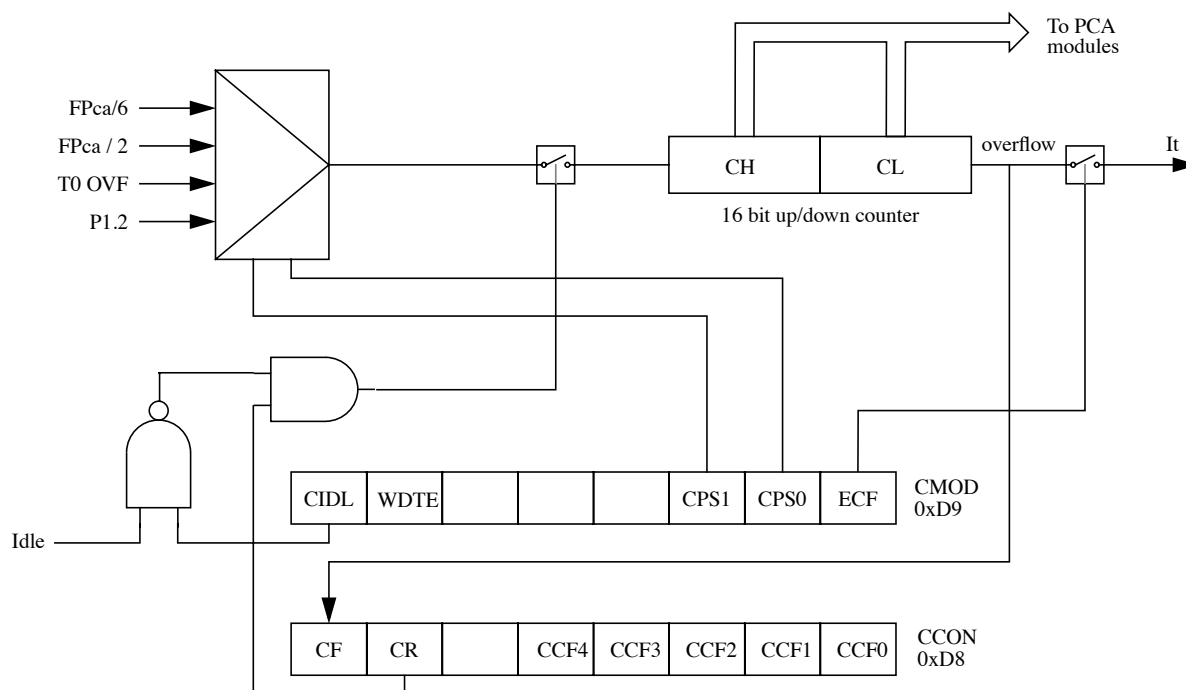 To PCA
modules
FPca/6
FPca / 2
T0 OVF
P1.2
CH
CL
overflow
It
16 bit up/down counter
CIDL
WDTE
CPS1
CPS0
ECF
CMOD
0xD9
Idle
CF
CR
CCF4
CCF3
CCF2
CCF1
CCF0
CCON
0xD8